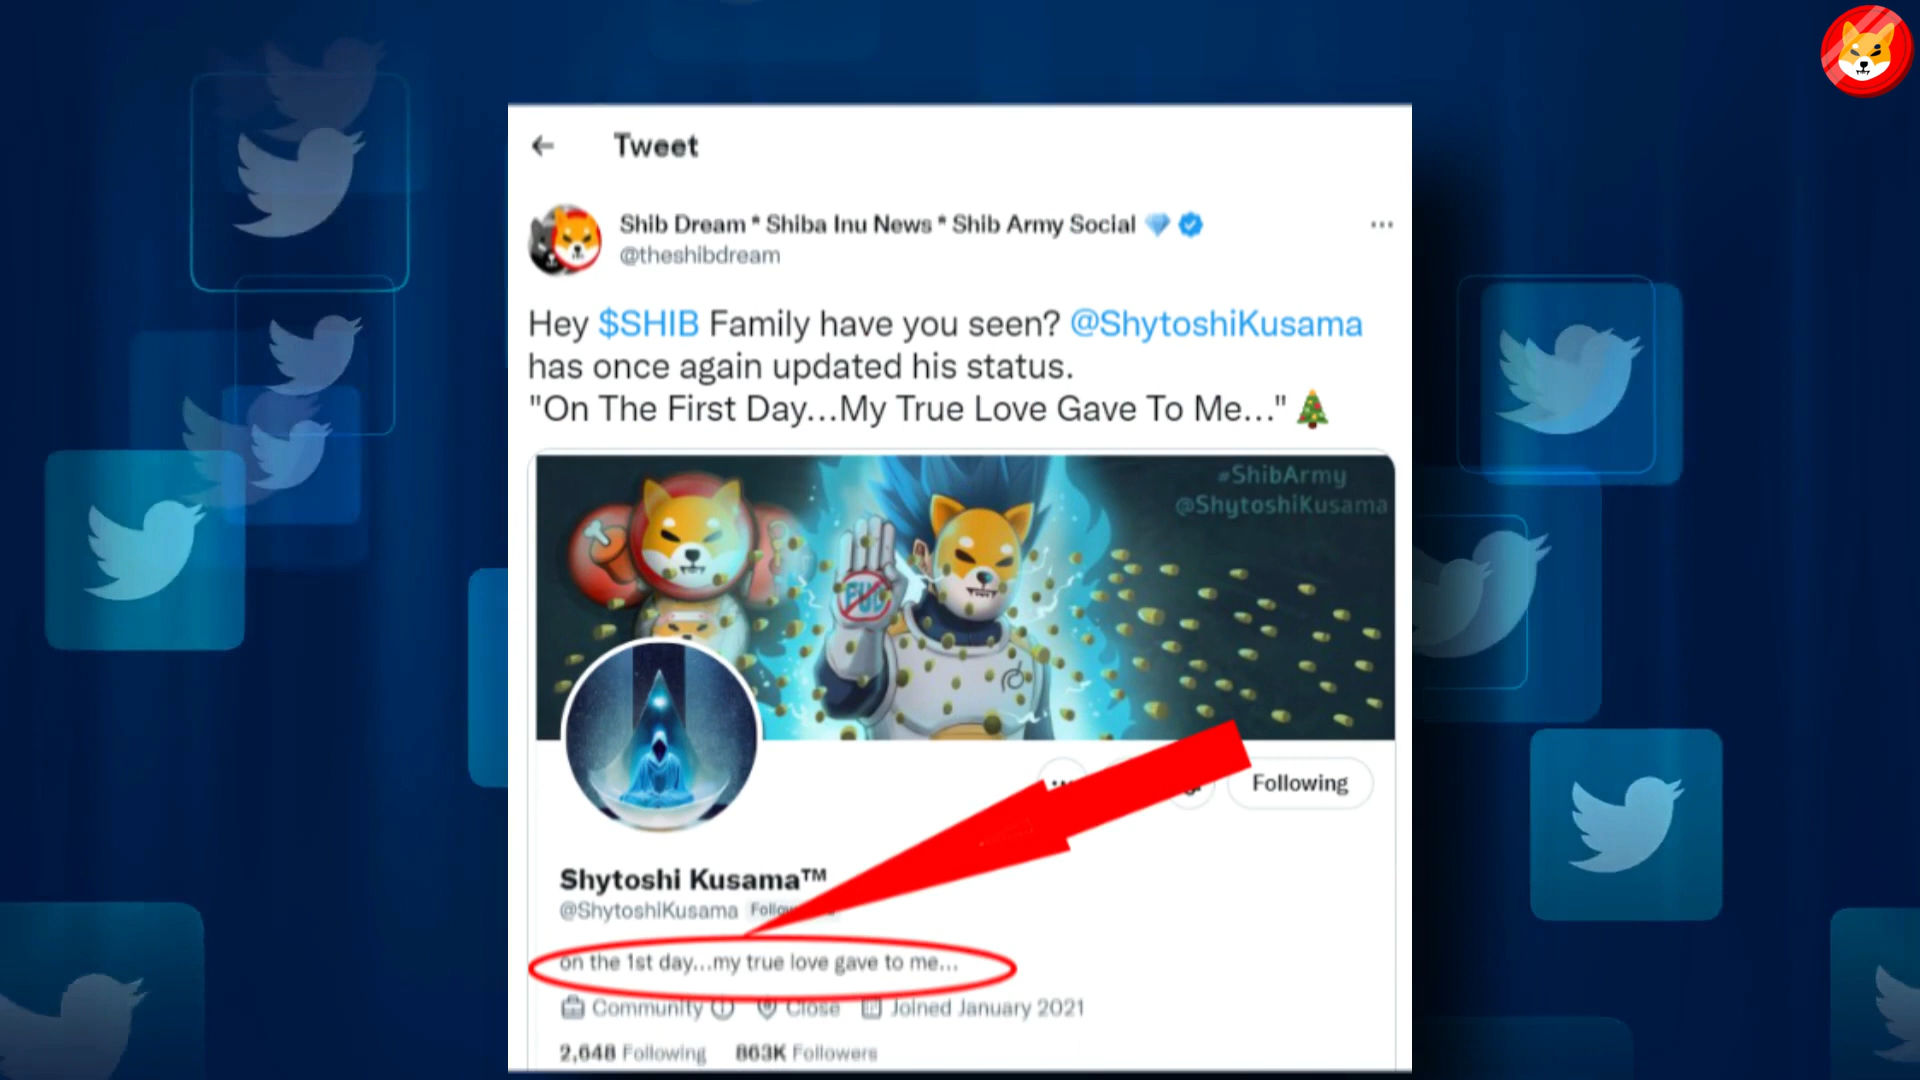 Tweet
Shib Dream * Shiba Inu News * Shib Army Social
@theshibdream
Hey $SHIB Family have you seen? @ShytoshiKusama
has once again updated his status.
"On The First Day...My True Love Gave To Me..."
#ShibArmy
@ShytoshiKusama
FUD
Following
Shytoshi Kusama™
@ShytoshiKusama
on the 1st day...my true love gave to me...
Community Close Joined January 2021
2,648 Following 863K Followers